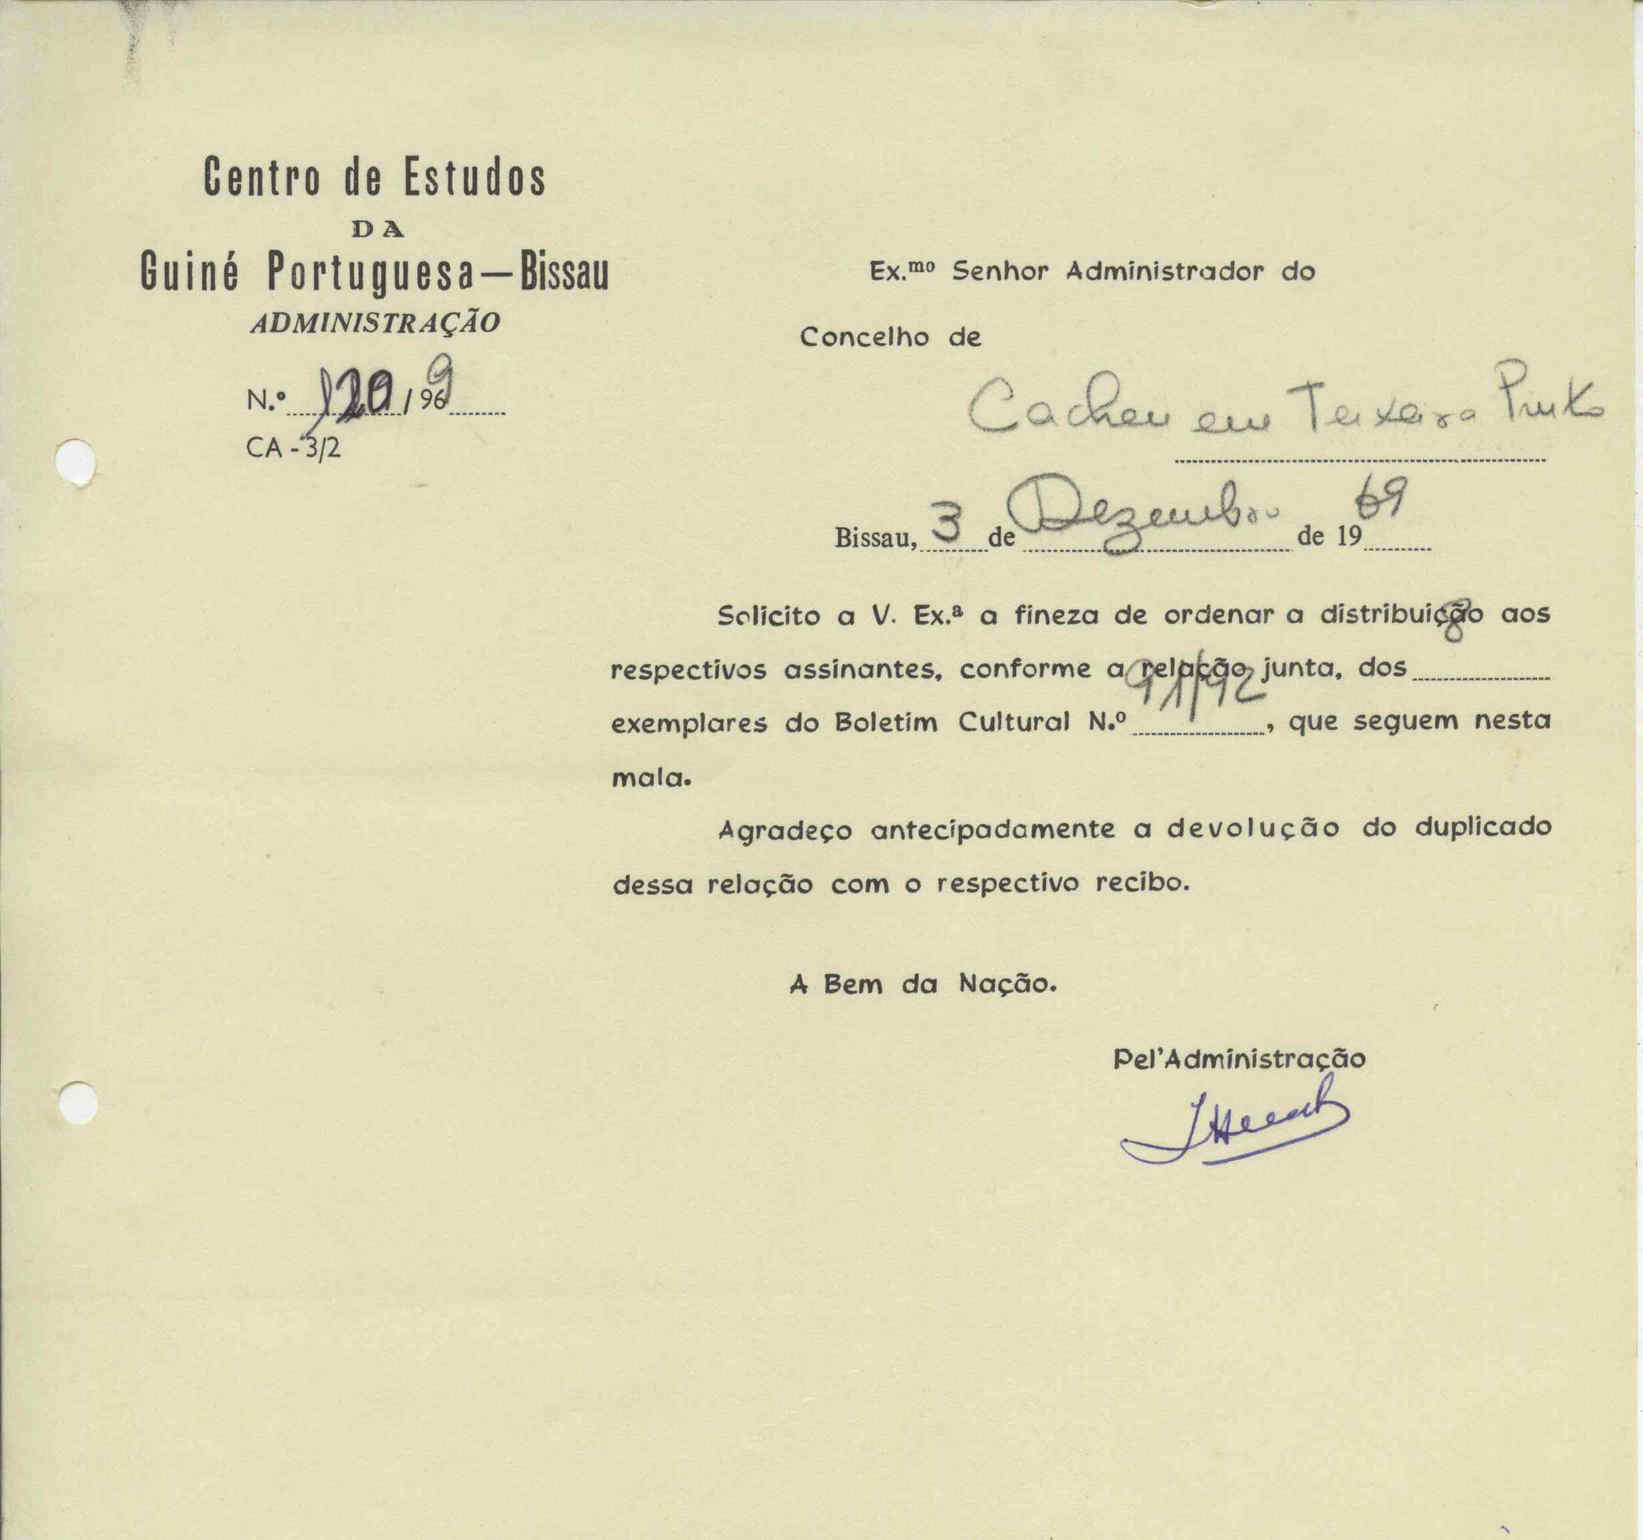 Centro de Estudos
DA
Guiné Portuguesa—Bissau
ADMINISTRAÇÃO
N.º 120/969
CA - 3/2
Ex.mo Senhor Administrador do
Concelho de
Cacheu em Teixeira Pinto
Bissau, 3 de Dezembro de 1969
Solicito a V. Ex.ª a fineza de ordenar a distribuição aos
respectivos assinantes, conforme a relação junta, dos 8
exemplares do Boletim Cultural N.º 91/92, que seguem nesta
mala.
Agradeço antecipadamente a devolução do duplicado
dessa relação com o respectivo recibo.
A Bem da Nação.
Pel'Administração